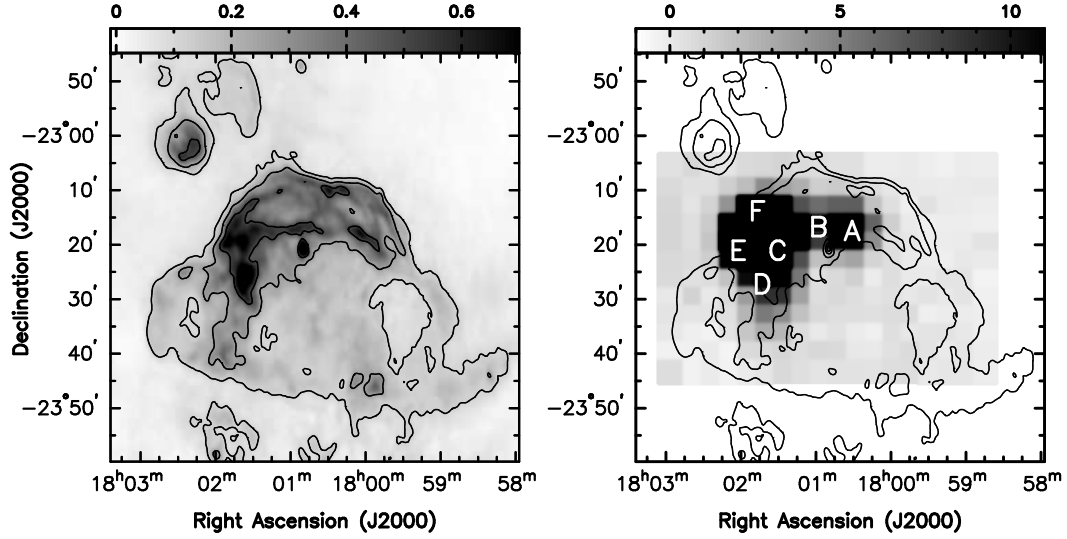 0 0.2 0.4 0.6
0 5 10
50′
−23°00′
10′
20′
30′
40′
−23°50′
Declination (J2000)
18ʰ03ᵐ 02ᵐ 01ᵐ 18ʰ00ᵐ 59ᵐ 58ᵐ
Right Ascension (J2000)
50′
−23°00′
10′
20′
30′
40′
−23°50′
F
B A
E C
D
18ʰ03ᵐ 02ᵐ 01ᵐ 18ʰ00ᵐ 59ᵐ 58ᵐ
Right Ascension (J2000)